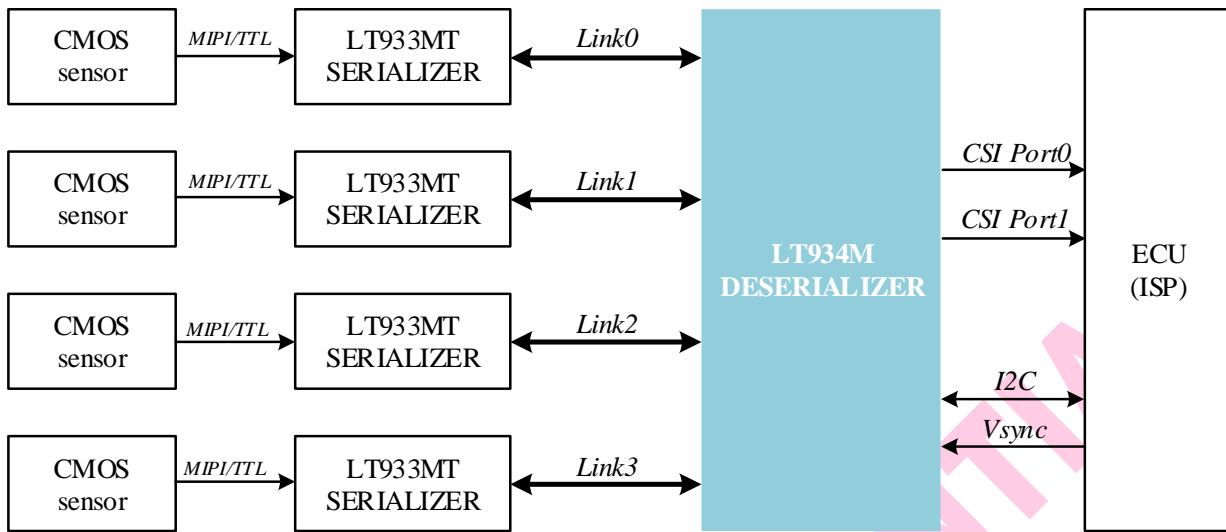 CMOS
sensor
MIPI/TTL
LT933MT
SERIALIZER
Link0
CMOS
sensor
MIPI/TTL
LT933MT
SERIALIZER
Link1
CMOS
sensor
MIPI/TTL
LT933MT
SERIALIZER
Link2
CMOS
sensor
MIPI/TTL
LT933MT
SERIALIZER
Link3
LT934M
DESERIALIZER
CSI Port0
CSI Port1
I2C
Vsync
ECU
(ISP)